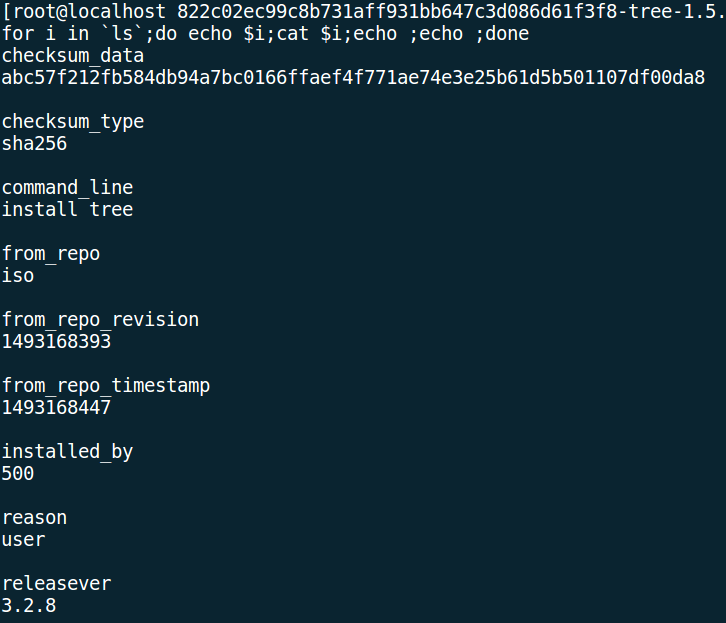 [root@localhost 822c02ec99c8b731aff931bb647c3d086d61f3f8-tree-1.5.
for i in `ls`;do echo $i;cat $i;echo ;echo ;done
checksum_data
abc57f212fb584db94a7bc0166ffaef4f771ae74e3e25b61d5b501107df00da8
checksum_type
sha256
command_line
install tree
from_repo
iso
from_repo_revision
1493168393
from_repo_timestamp
1493168447
installed_by
500
reason
user
releasever
3.2.8